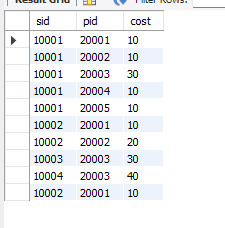 Result Grid Filter Rows:
sid pid cost
10001 20001 10
10001 20002 10
10001 20003 30
10001 20004 10
10001 20005 10
10002 20001 10
10002 20002 20
10003 20003 30
10004 20003 40
10002 20001 10